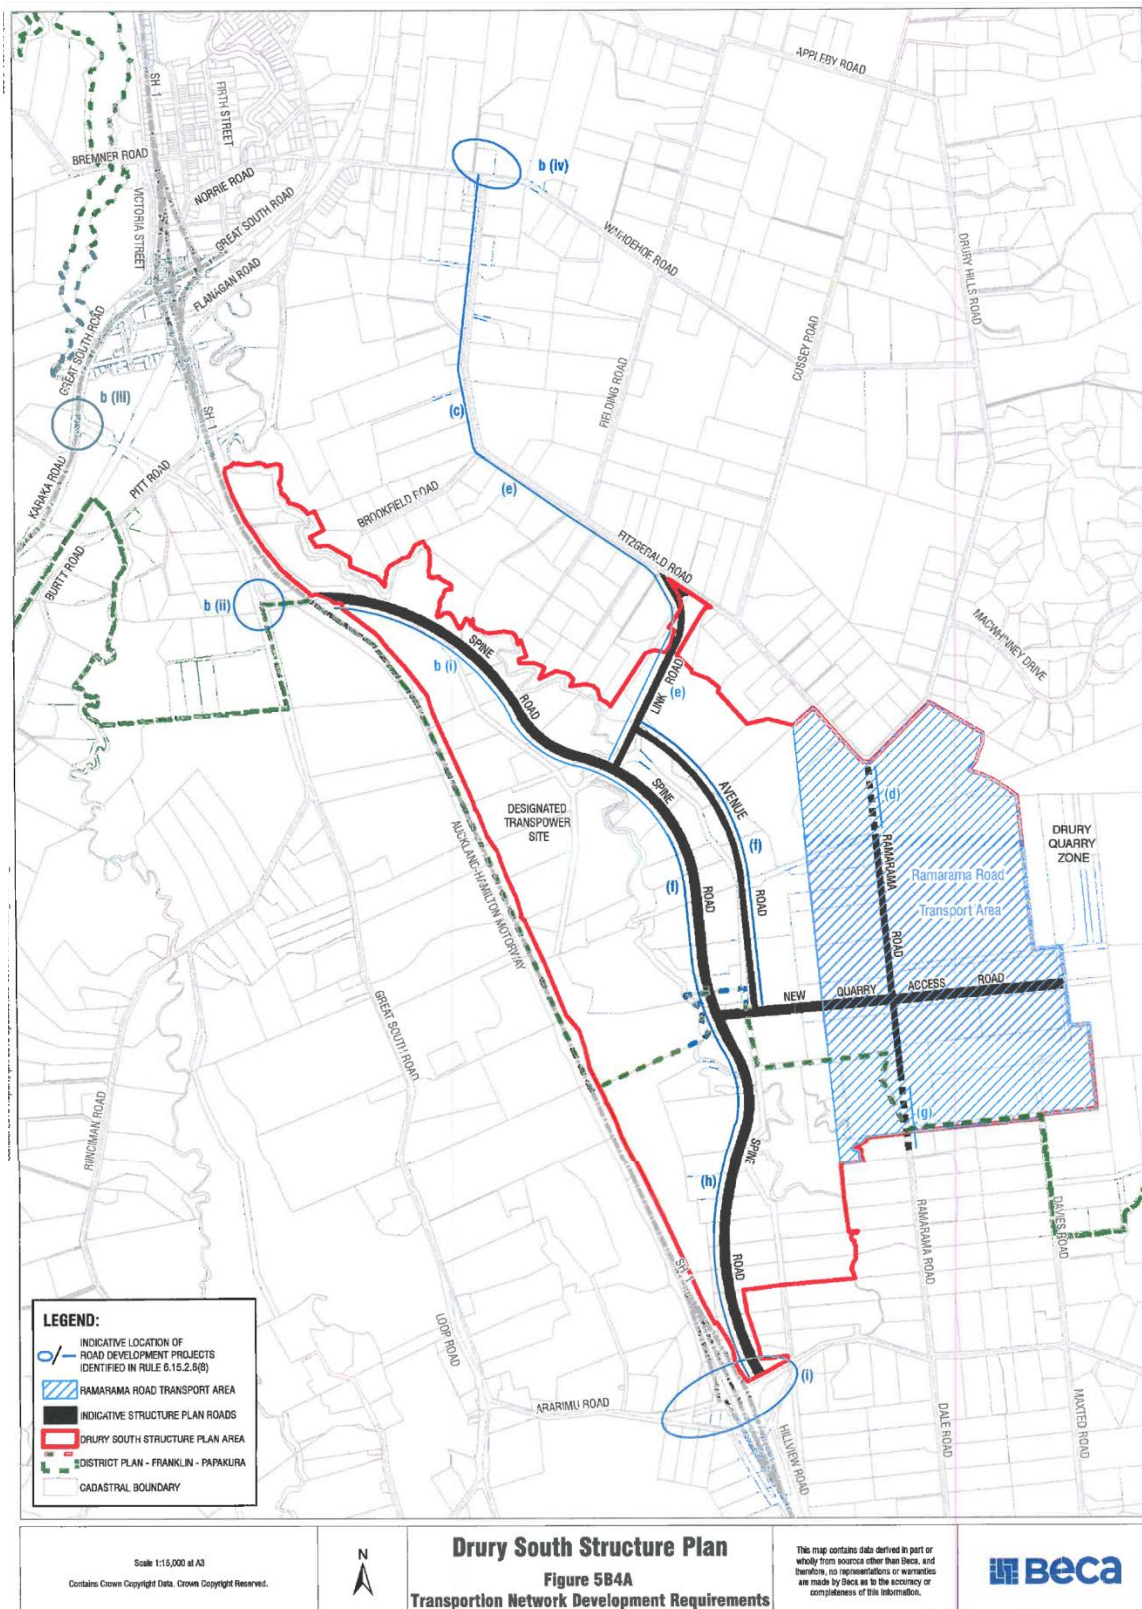 APPLEBY ROAD
SH 1
FIRTH STREET
BREMNER ROAD
b (iv)
NORRIE ROAD
VICTORIA STREET
GREAT SOUTH ROAD
WAIHOEHOE ROAD
DRURY HILLS ROAD
FLANAGAN ROAD
COSSEY ROAD
GREAT SOUTH ROAD
FIELDING ROAD
b (iii)
SH 1
(c)
KARAKA ROAD
PITT ROAD
(e)
BROOKFIELD ROAD
FITZGERALD ROAD
BURTT ROAD
b (ii)
MACWHINNEY DRIVE
SPINE
b (i)
ROAD
LINK ROAD
(e)
SPINE
AVENUE
DESIGNATED
TRANSPOWER
SITE
(d)
DRURY
QUARRY
ZONE
RAMARAMA
(f)
Ramarama Road
AUCKLAND-HAMILTON MOTORWAY
(f)
ROAD
ROAD
Transport Area
ROAD
NEW QUARRY ACCESS ROAD
GREAT SOUTH ROAD
RUNCIMAN ROAD
(g)
SPINE
(h)
RAMARAMA ROAD
DAVIES ROAD
ROAD
SH 1
LOOP ROAD
(i)
ARARIMU ROAD
HILLVIEW ROAD
DALE ROAD
MAXTED ROAD
LEGEND:
INDICATIVE LOCATION OF
ROAD DEVELOPMENT PROJECTS
IDENTIFIED IN RULE 6.15.2.6(8)
RAMARAMA ROAD TRANSPORT AREA
INDICATIVE STRUCTURE PLAN ROADS
DRURY SOUTH STRUCTURE PLAN AREA
DISTRICT PLAN - FRANKLIN - PAPAKURA
CADASTRAL BOUNDARY
Scale 1:15,000 at A3
Contains Crown Copyright Data. Crown Copyright Reserved.
N
Drury South Structure Plan
Figure 5B4A
Transportion Network Development Requirements
This map contains data derived in part or
wholly from sources other than Beca, and
therefore, no representations or warranties
are made by Beca as to the accuracy or
completeness of this information.
Beca